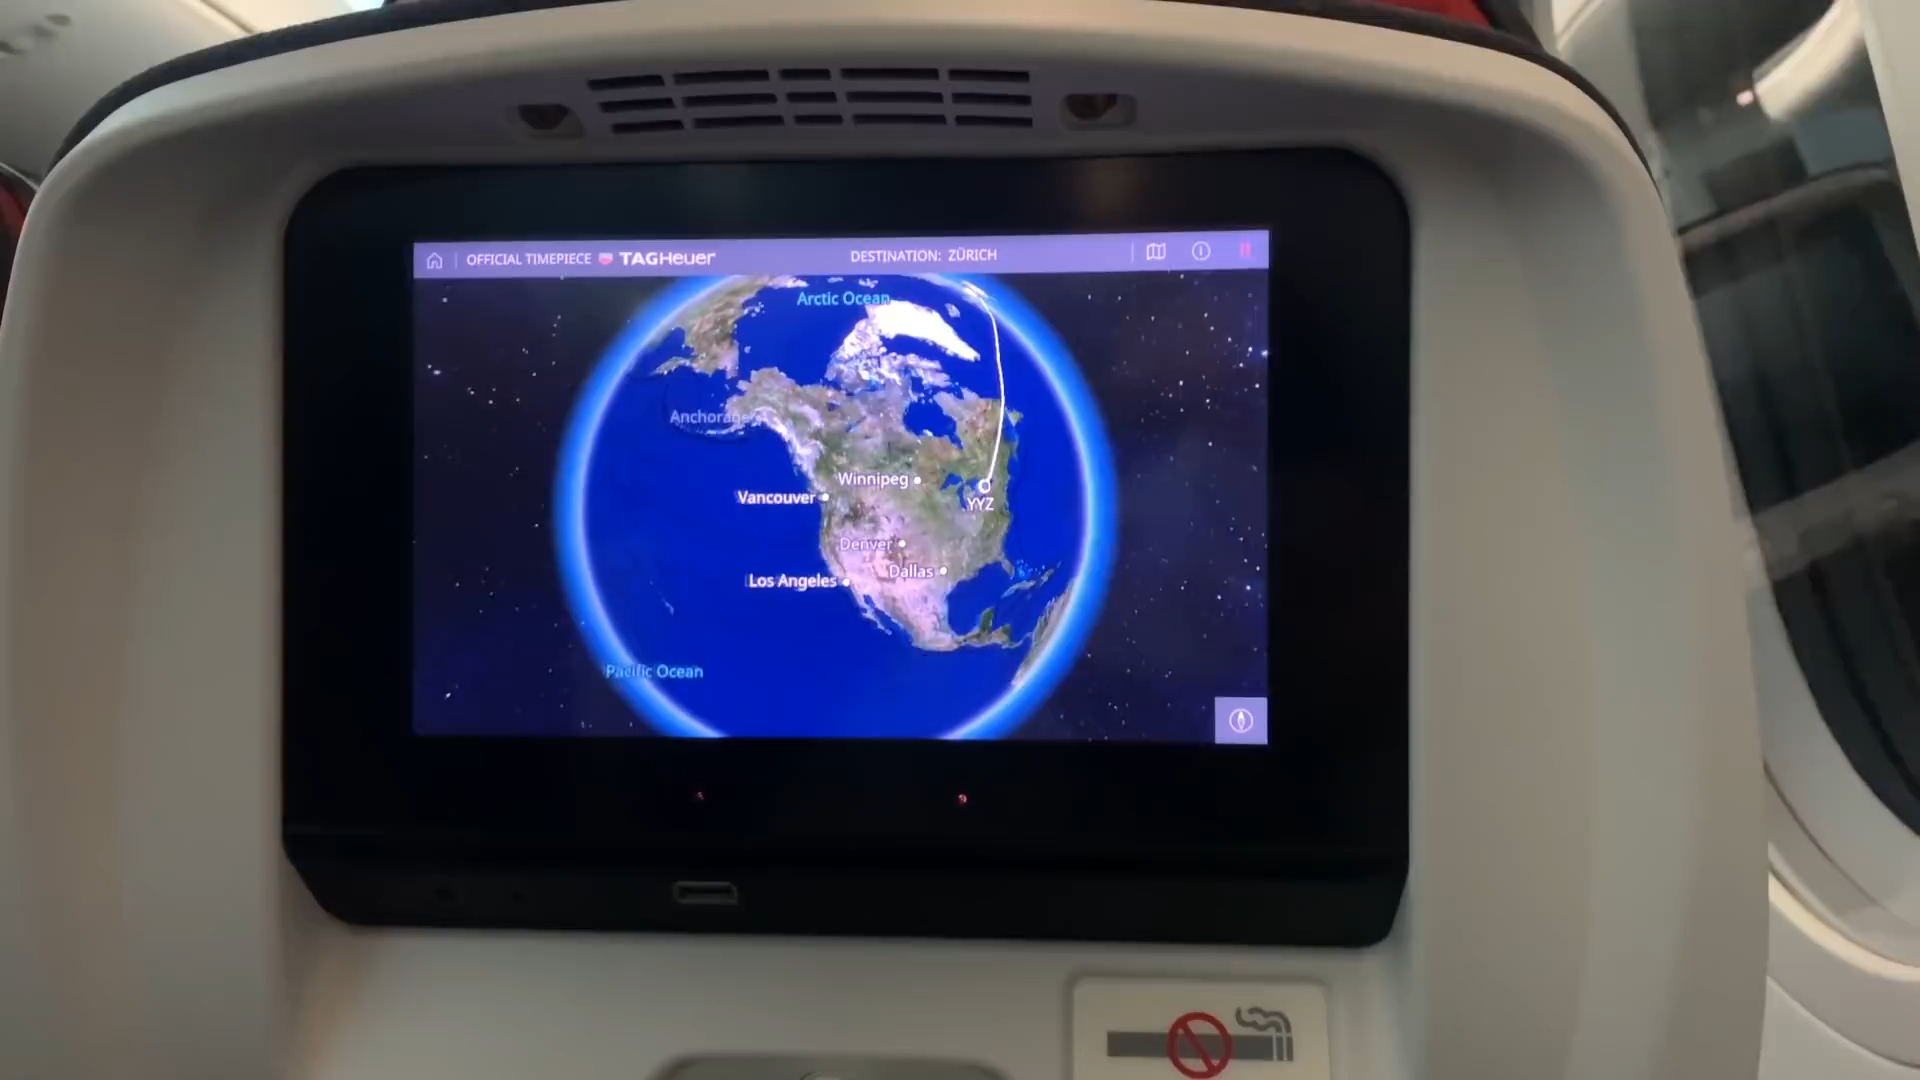 OFFICIAL TIMEPIECE TAGHeuer DESTINATION: ZÜRICH
Arctic Ocean
Anchorage
Winnipeg
Vancouver
YYZ
Denver
Dallas
Los Angeles
Pacific Ocean